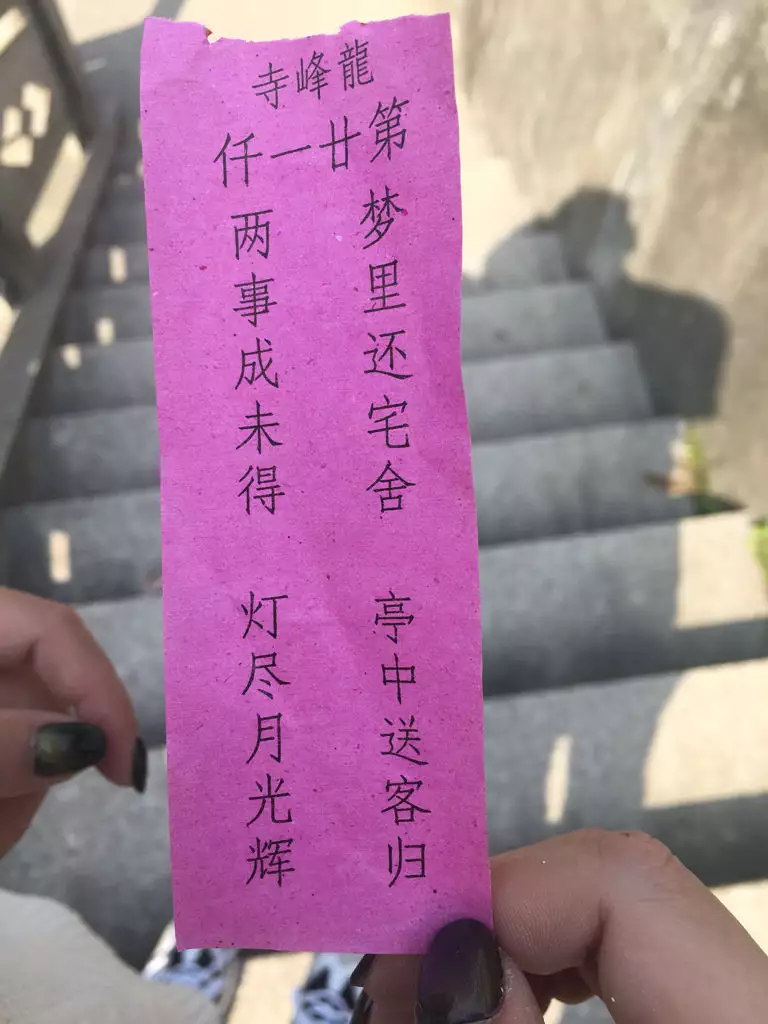 龍峰寺
第廿一仟
梦里还宅舍 亭中送客归
两事成未得 灯尽月光辉